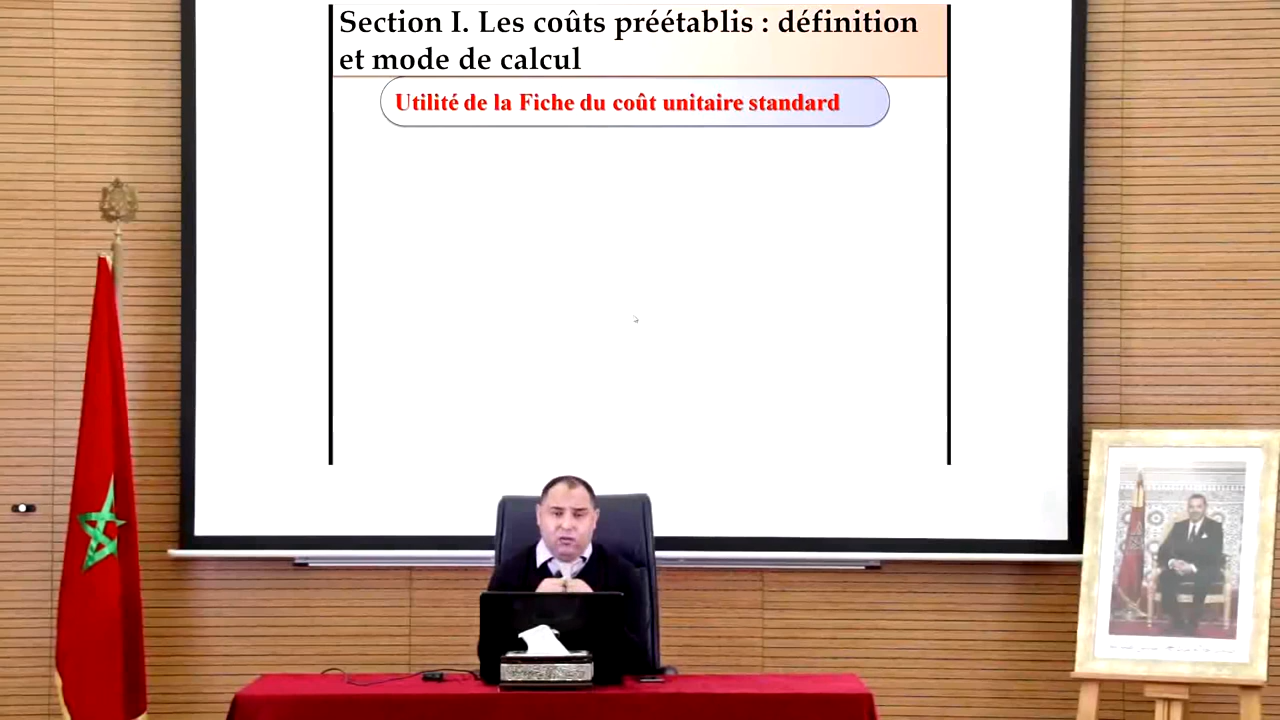 Section I. Les coûts préétablis : définition
et mode de calcul
Utilité de la Fiche du coût unitaire standard